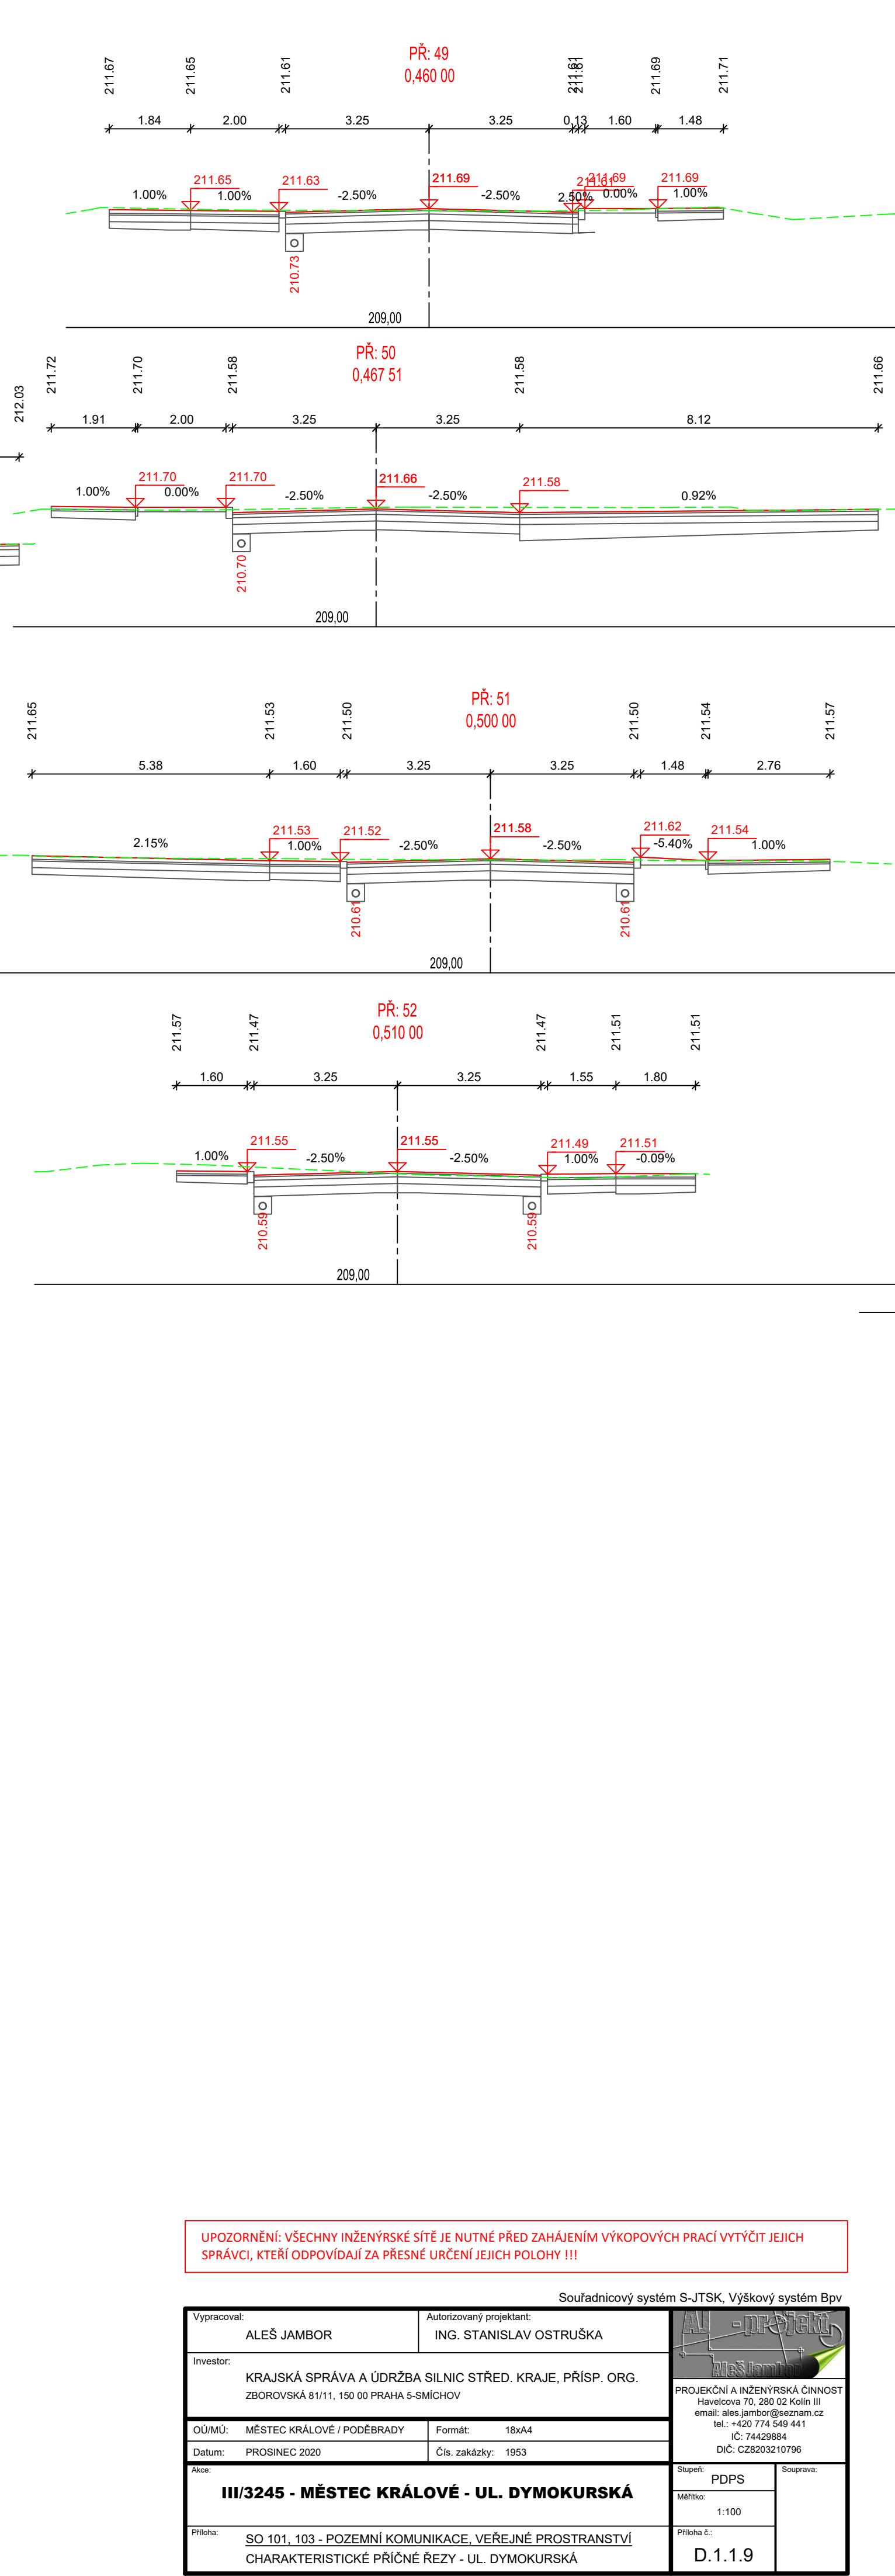 PŘ: 49
0,460 00
211.67
211.65
211.61
211.61
211.61
211.69
211.71
1.84
2.00
3.25
3.25
0.13
1.60
1.48
1.00%
211.65
1.00%
211.63
-2.50%
211.69
-2.50%
2.50%
211.61
211.69
0.00%
211.69
1.00%
210.73
209,00
PŘ: 50
0,467 51
212.03
211.72
211.70
211.58
211.58
211.66
1.91
2.00
3.25
3.25
8.12
1.00%
211.70
0.00%
211.70
-2.50%
211.66
-2.50%
211.58
0.92%
210.70
209,00
PŘ: 51
0,500 00
211.65
211.53
211.50
211.50
211.54
211.57
5.38
1.60
3.25
3.25
1.48
2.76
2.15%
211.53
1.00%
211.52
-2.50%
211.58
-2.50%
211.62
-5.40%
211.54
1.00%
210.61
210.61
209,00
PŘ: 52
0,510 00
211.57
211.47
211.47
211.51
211.51
1.60
3.25
3.25
1.55
1.80
1.00%
211.55
-2.50%
211.55
-2.50%
211.49
1.00%
211.51
-0.09%
210.59
210.59
209,00
UPOZORNĚNÍ: VŠECHNY INŽENÝRSKÉ SÍTĚ JE NUTNÉ PŘED ZAHÁJENÍM VÝKOPOVÝCH PRACÍ VYTÝČIT JEJICH
SPRÁVCI, KTEŘÍ ODPOVÍDAJÍ ZA PŘESNÉ URČENÍ JEJICH POLOHY !!!
Souřadnicový systém S-JTSK, Výškový systém Bpv
Vypracoval:
ALEŠ JAMBOR
Autorizovaný projektant:
ING. STANISLAV OSTRUŠKA
Investor:
KRAJSKÁ SPRÁVA A ÚDRŽBA SILNIC STŘED. KRAJE, PŘÍSP. ORG.
ZBOROVSKÁ 81/11, 150 00 PRAHA 5-SMÍCHOV
OÚ/MÚ: MĚSTEC KRÁLOVÉ / PODĚBRADY
Formát: 18xA4
Datum: PROSINEC 2020
Čís. zakázky: 1953
Akce:
III/3245 - MĚSTEC KRÁLOVÉ - UL. DYMOKURSKÁ
Příloha:
SO 101, 103 - POZEMNÍ KOMUNIKACE, VEŘEJNÉ PROSTRANSTVÍ
CHARAKTERISTICKÉ PŘÍČNÉ ŘEZY - UL. DYMOKURSKÁ
- projekt
Aleš Jambor
PROJEKČNÍ A INŽENÝRSKÁ ČINNOST
Havelcova 70, 280 02 Kolín III
email: ales.jambor@seznam.cz
tel.: +420 774 549 441
IČ: 74429884
DIČ: CZ8203210796
Stupeň:
PDPS
Souprava:
Měřítko:
1:100
Příloha č.:
D.1.1.9